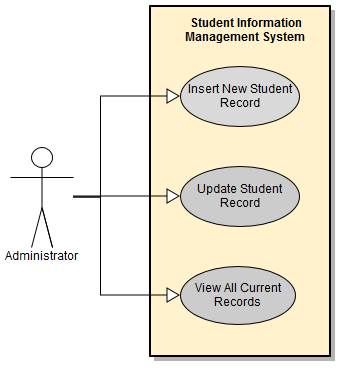 Student Information
Management System
Insert New Student
Record
Update Student
Record
Administrator
View All Current
Records